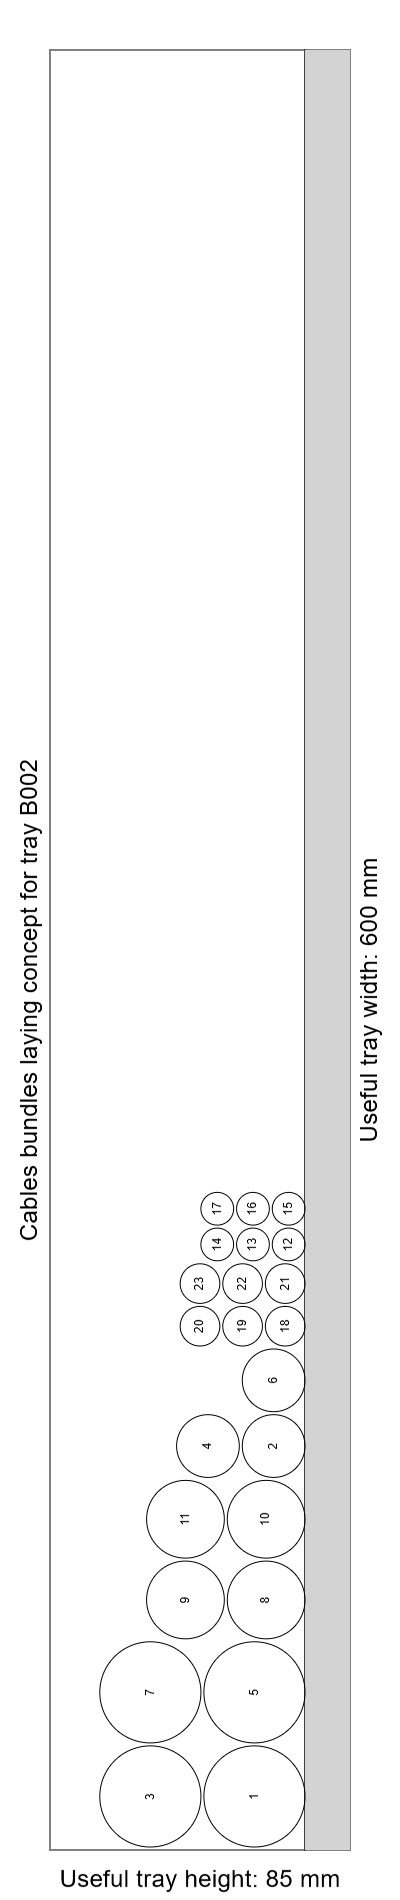 Cables bundles laying concept for tray B002
Useful tray width: 600 mm
17 16 15
14 13 12
23 22 21
20 19 18
6
4 2
11 10
9 8
7 5
3 1
Useful tray height: 85 mm